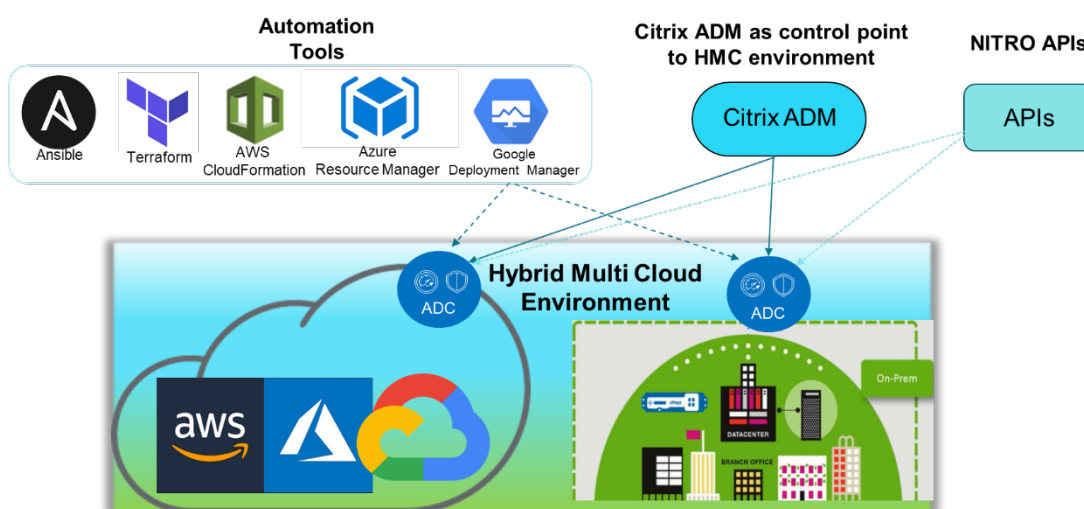 Automation
Tools
Citrix ADM as control point
to HMC environment
NITRO APIs
Ansible
Terraform
AWS
CloudFormation
Azure
Resource Manager
Google
Deployment Manager
Citrix ADM
APIs
ADC
Hybrid Multi Cloud
Environment
ADC
aws
On-Prem
DATACENTER
BRANCH OFFICE